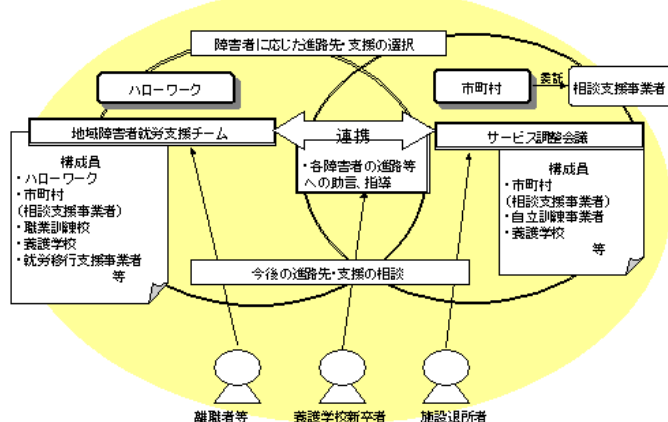 障害者に応じた進路先・支援の選択
ハローワーク
市町村
委託
相談支援事業者
地域障害者就労支援チーム
連携
サービス調整会議
構成員
・ハローワーク
・市町村
(相談支援事業者)
・職業訓練校
・養護学校
・就労移行支援事業者
等
・各障害者の進路等
への助言、指導
構成員
・市町村
(相談支援事業者)
・自立訓練事業者
・養護学校
等
今後の進路先・支援の相談
離職者等
養護学校新卒者
施設退所者